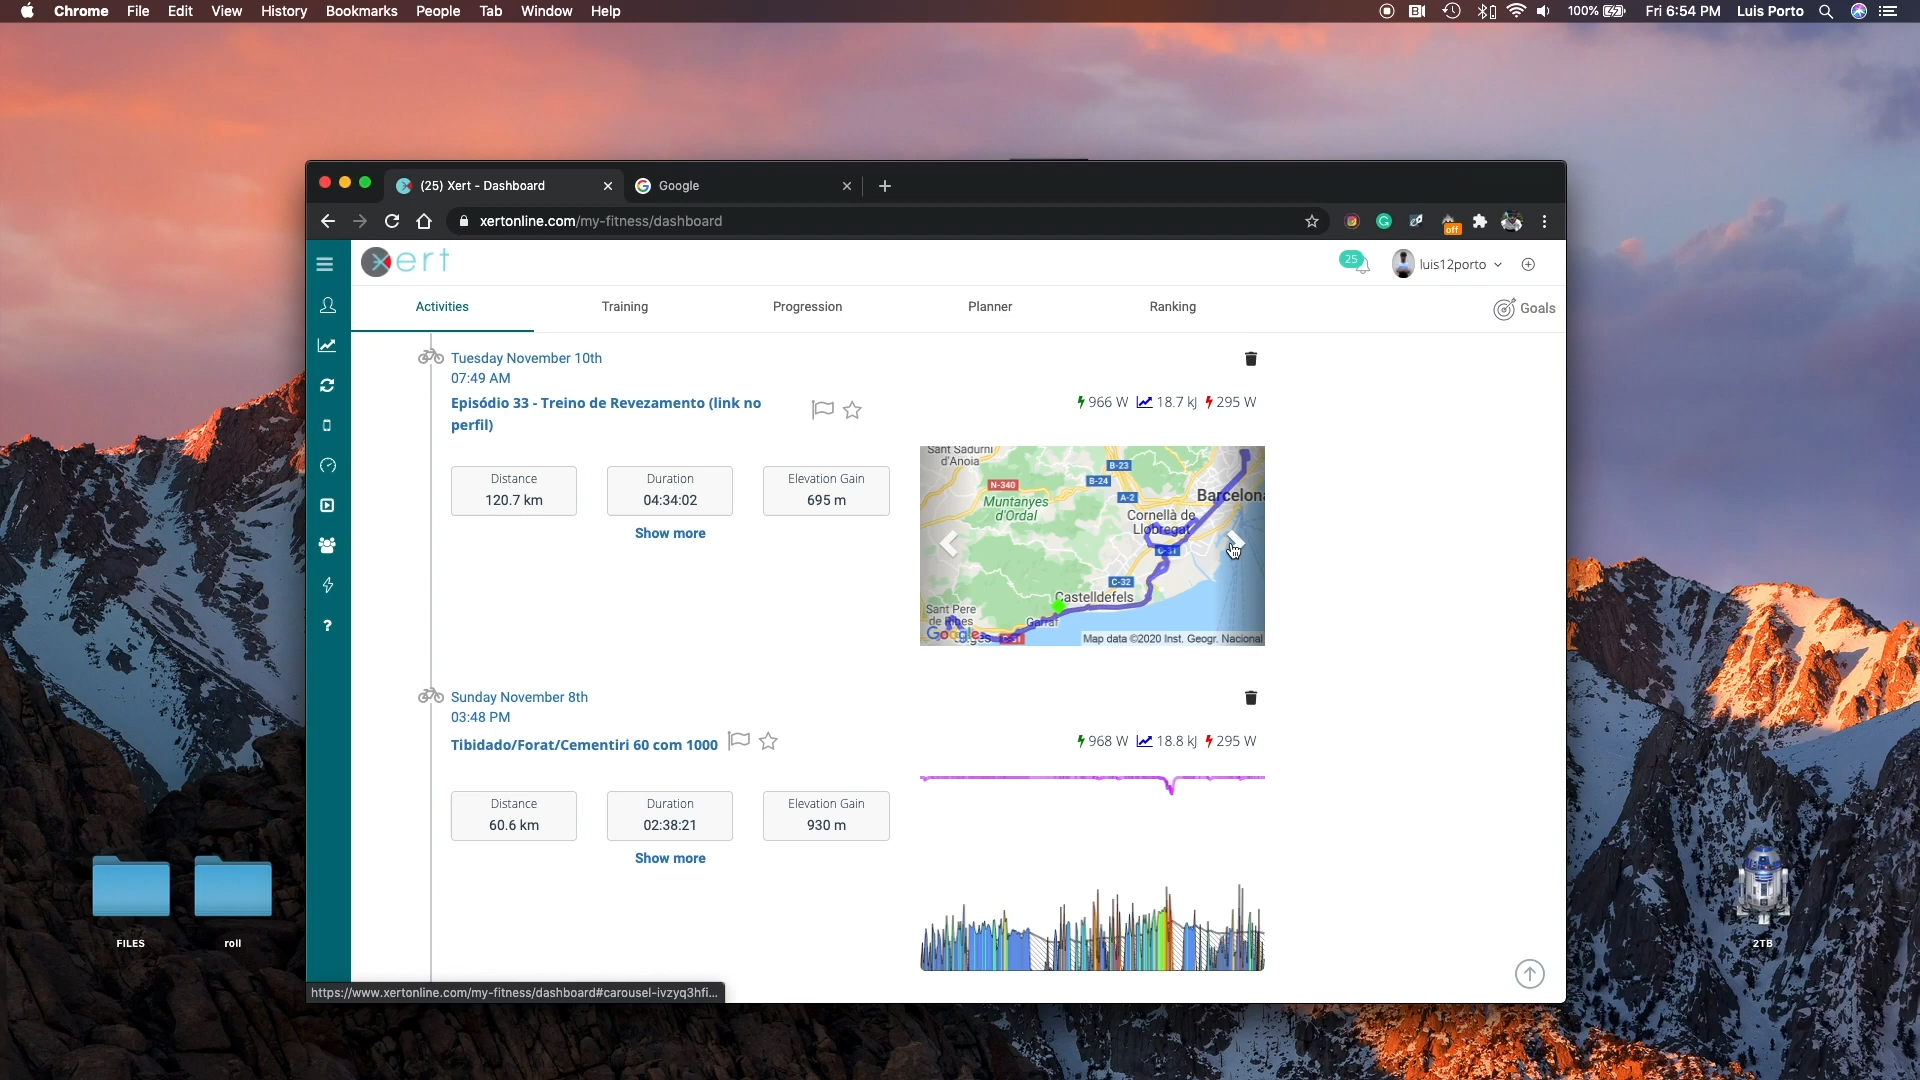 Chrome File Edit View History Bookmarks People Tab Window Help
100% Fri 6:54 PM Luis Porto
(25) Xert - Dashboard
Google
xertonline.com/my-fitness/dashboard
off
xert
25
luis12porto
Activities Training Progression Planner Ranking
Goals
Tuesday November 10th
07:49 AM
Episódio 33 - Treino de Revezamento (link no
perfil)
966 W 18.7 kJ 295 W
Distance
120.7 km
Duration
04:34:02
Elevation Gain
695 m
Show more
Sant Sadurní
d'Anoia
B-23
B-24
N-340
A-2
Muntanyes
d'Ordal
Barcelona
Cornellà de
Llobregat
C-31
C-32
Castelldefels
Sant Pere
de Ribes
Garraf
Google
C-31
Map data ©2020 Inst. Geogr. Nacional
Sunday November 8th
03:48 PM
Tibidado/Forat/Cementiri 60 com 1000
968 W 18.8 kJ 295 W
Distance
60.6 km
Duration
02:38:21
Elevation Gain
930 m
Show more
https://www.xertonline.com/my-fitness/dashboard#carousel-ivzyq3hfi...
FILES
roll
2TB